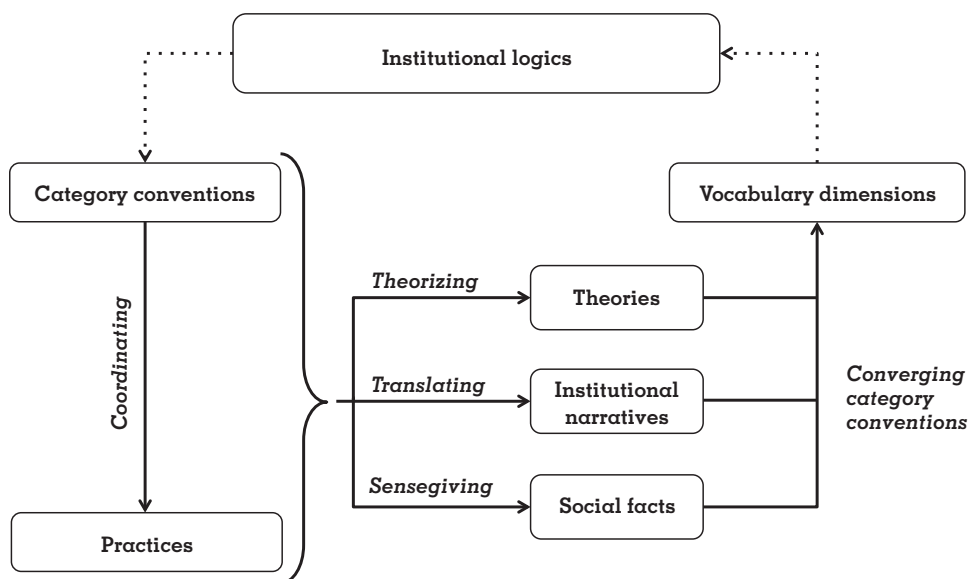 Institutional logics
Category conventions
Vocabulary dimensions
Coordinating
Theorizing
Theories
Translating
Institutional
narratives
Converging
category
conventions
Sensegiving
Social facts
Practices